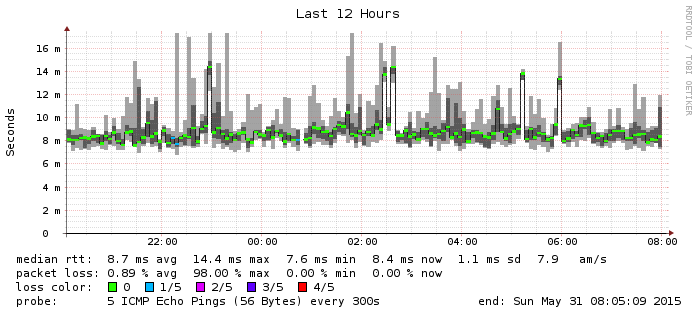 Last 12 Hours
RRDTOOL / TOBI OETIKER
Seconds
16 m
14 m
12 m
10 m
8 m
6 m
4 m
2 m
0
22:00 00:00 02:00 04:00 06:00 08:00
median rtt: 8.7 ms avg 14.4 ms max 7.6 ms min 8.4 ms now 1.1 ms sd 7.9 am/s
packet loss: 0.89 % avg 98.00 % max 0.00 % min 0.00 % now
loss color: 0 1/5 2/5 3/5 4/5
probe: 5 ICMP Echo Pings (56 Bytes) every 300s end: Sun May 31 08:05:09 2015